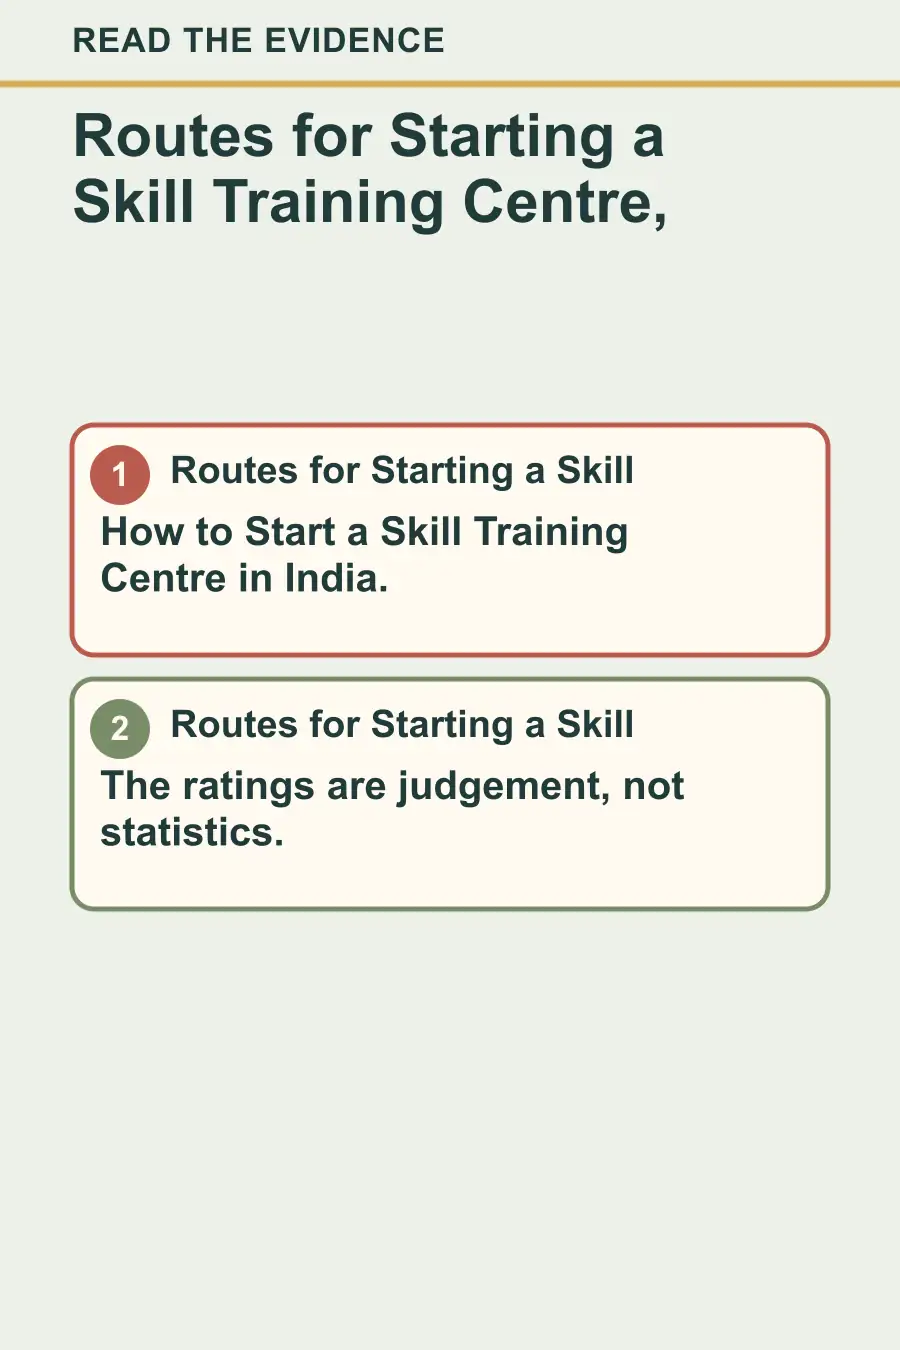 READ THE EVIDENCE
Routes for Starting a
Skill Training Centre,
1 Routes for Starting a Skill
How to Start a Skill Training
Centre in India.
2 Routes for Starting a Skill
The ratings are judgement, not
statistics.